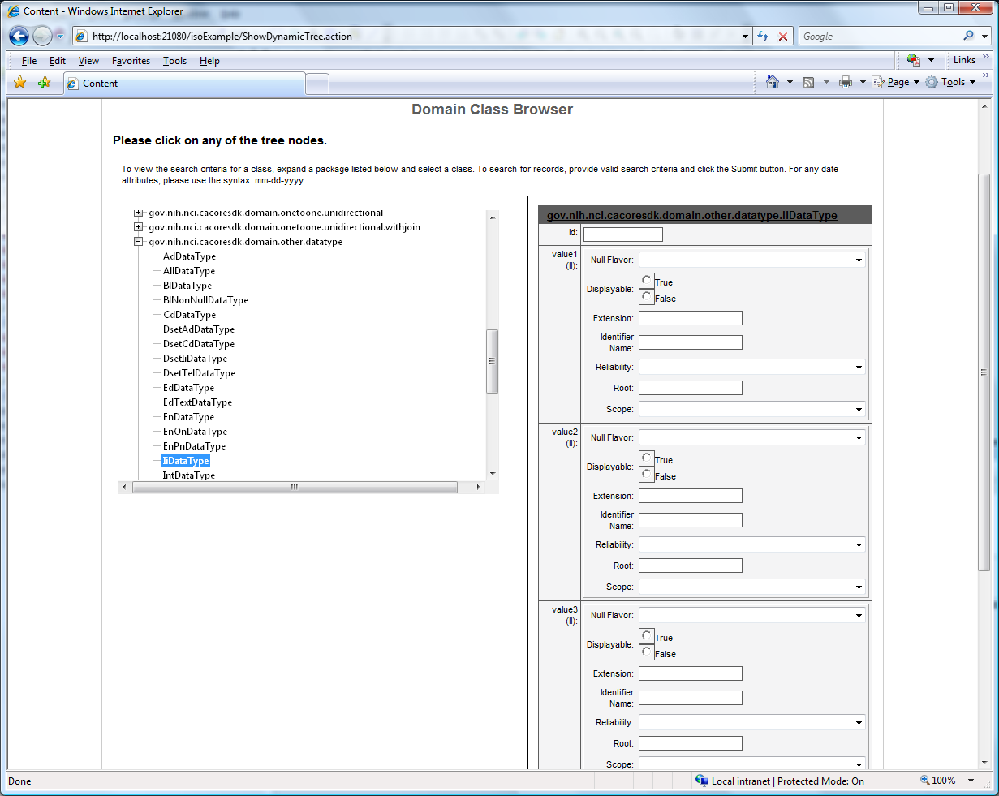 Content - Windows Internet Explorer
http://localhost:21080/isoExample/ShowDynamicTree.action
Google
File Edit View Favorites Tools Help
Links »
Content
Page Tools »
Domain Class Browser
Please click on any of the tree nodes.
To view the search criteria for a class, expand a package listed below and select a class. To search for records, provide valid search criteria and click the Submit button. For any date
attributes, please use the syntax: mm-dd-yyyy.
gov.nih.nci.cacoresdk.domain.onetoone.unidirectional
gov.nih.nci.cacoresdk.domain.onetoone.unidirectional.withjoin
gov.nih.nci.cacoresdk.domain.other.datatype
AdDataType
AllDataType
BlDataType
BlNonNullDataType
CdDataType
DsetAdDataType
DsetCdDataType
DsetIiDataType
DsetTelDataType
EdDataType
EdTextDataType
EnDataType
EnOnDataType
EnPnDataType
IiDataType
IntDataType
gov.nih.nci.cacoresdk.domain.other.datatype.IiDataType
id:
value1
(II):
Null Flavor:
Displayable:
True
False
Extension:
Identifier
Name:
Reliability:
Root:
Scope:
value2
(II):
Null Flavor:
Displayable:
True
False
Extension:
Identifier
Name:
Reliability:
Root:
Scope:
value3
(II):
Null Flavor:
Displayable:
True
False
Extension:
Identifier
Name:
Reliability:
Root:
Scope:
Done
Local intranet | Protected Mode: On
100%